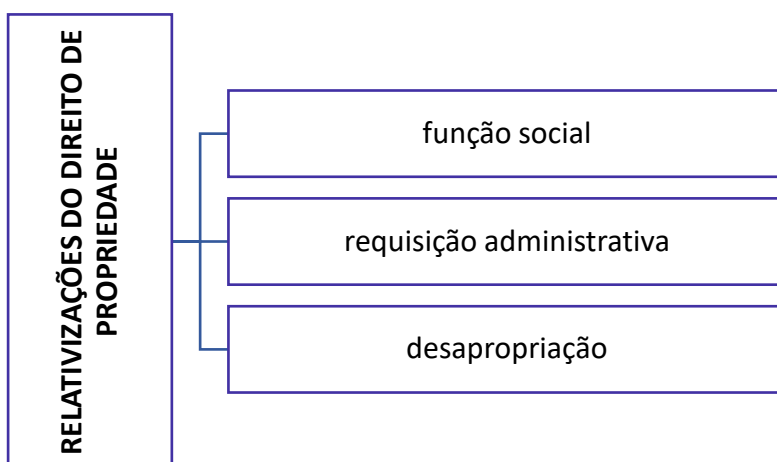 RELATIVIZAÇÕES DO DIREITO DE
PROPRIEDADE
função social
requisição administrativa
desapropriação